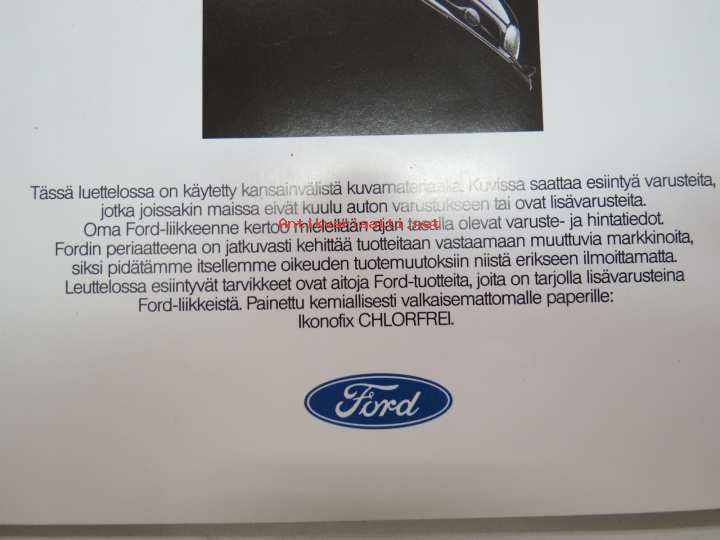 Tässä luettelossa on käytetty kansainvälistä kuvamateriaalia. Kuvissa saattaa esiintyä varusteita,
jotka joissakin maissa eivät kuulu auton varustukseen tai ovat lisävarusteita.
Oma Ford-liikkeenne kertoo mielellään ajan tasalla olevat varuste- ja hintatiedot.
Fordin periaatteena on jatkuvasti kehittää tuotteitaan vastaamaan muuttuvia markkinoita,
siksi pidätämme itsellemme oikeuden tuotemuutoksiin niistä erikseen ilmoittamatta.
Leuttelossa esiintyvät tarvikkeet ovat aitoja Ford-tuotteita, joita on tarjolla lisävarusteina
Ford-liikkeistä. Painettu kemiallisesti valkaisemattomalle paperille:
Ikonofix CHLORFREI.
Ford